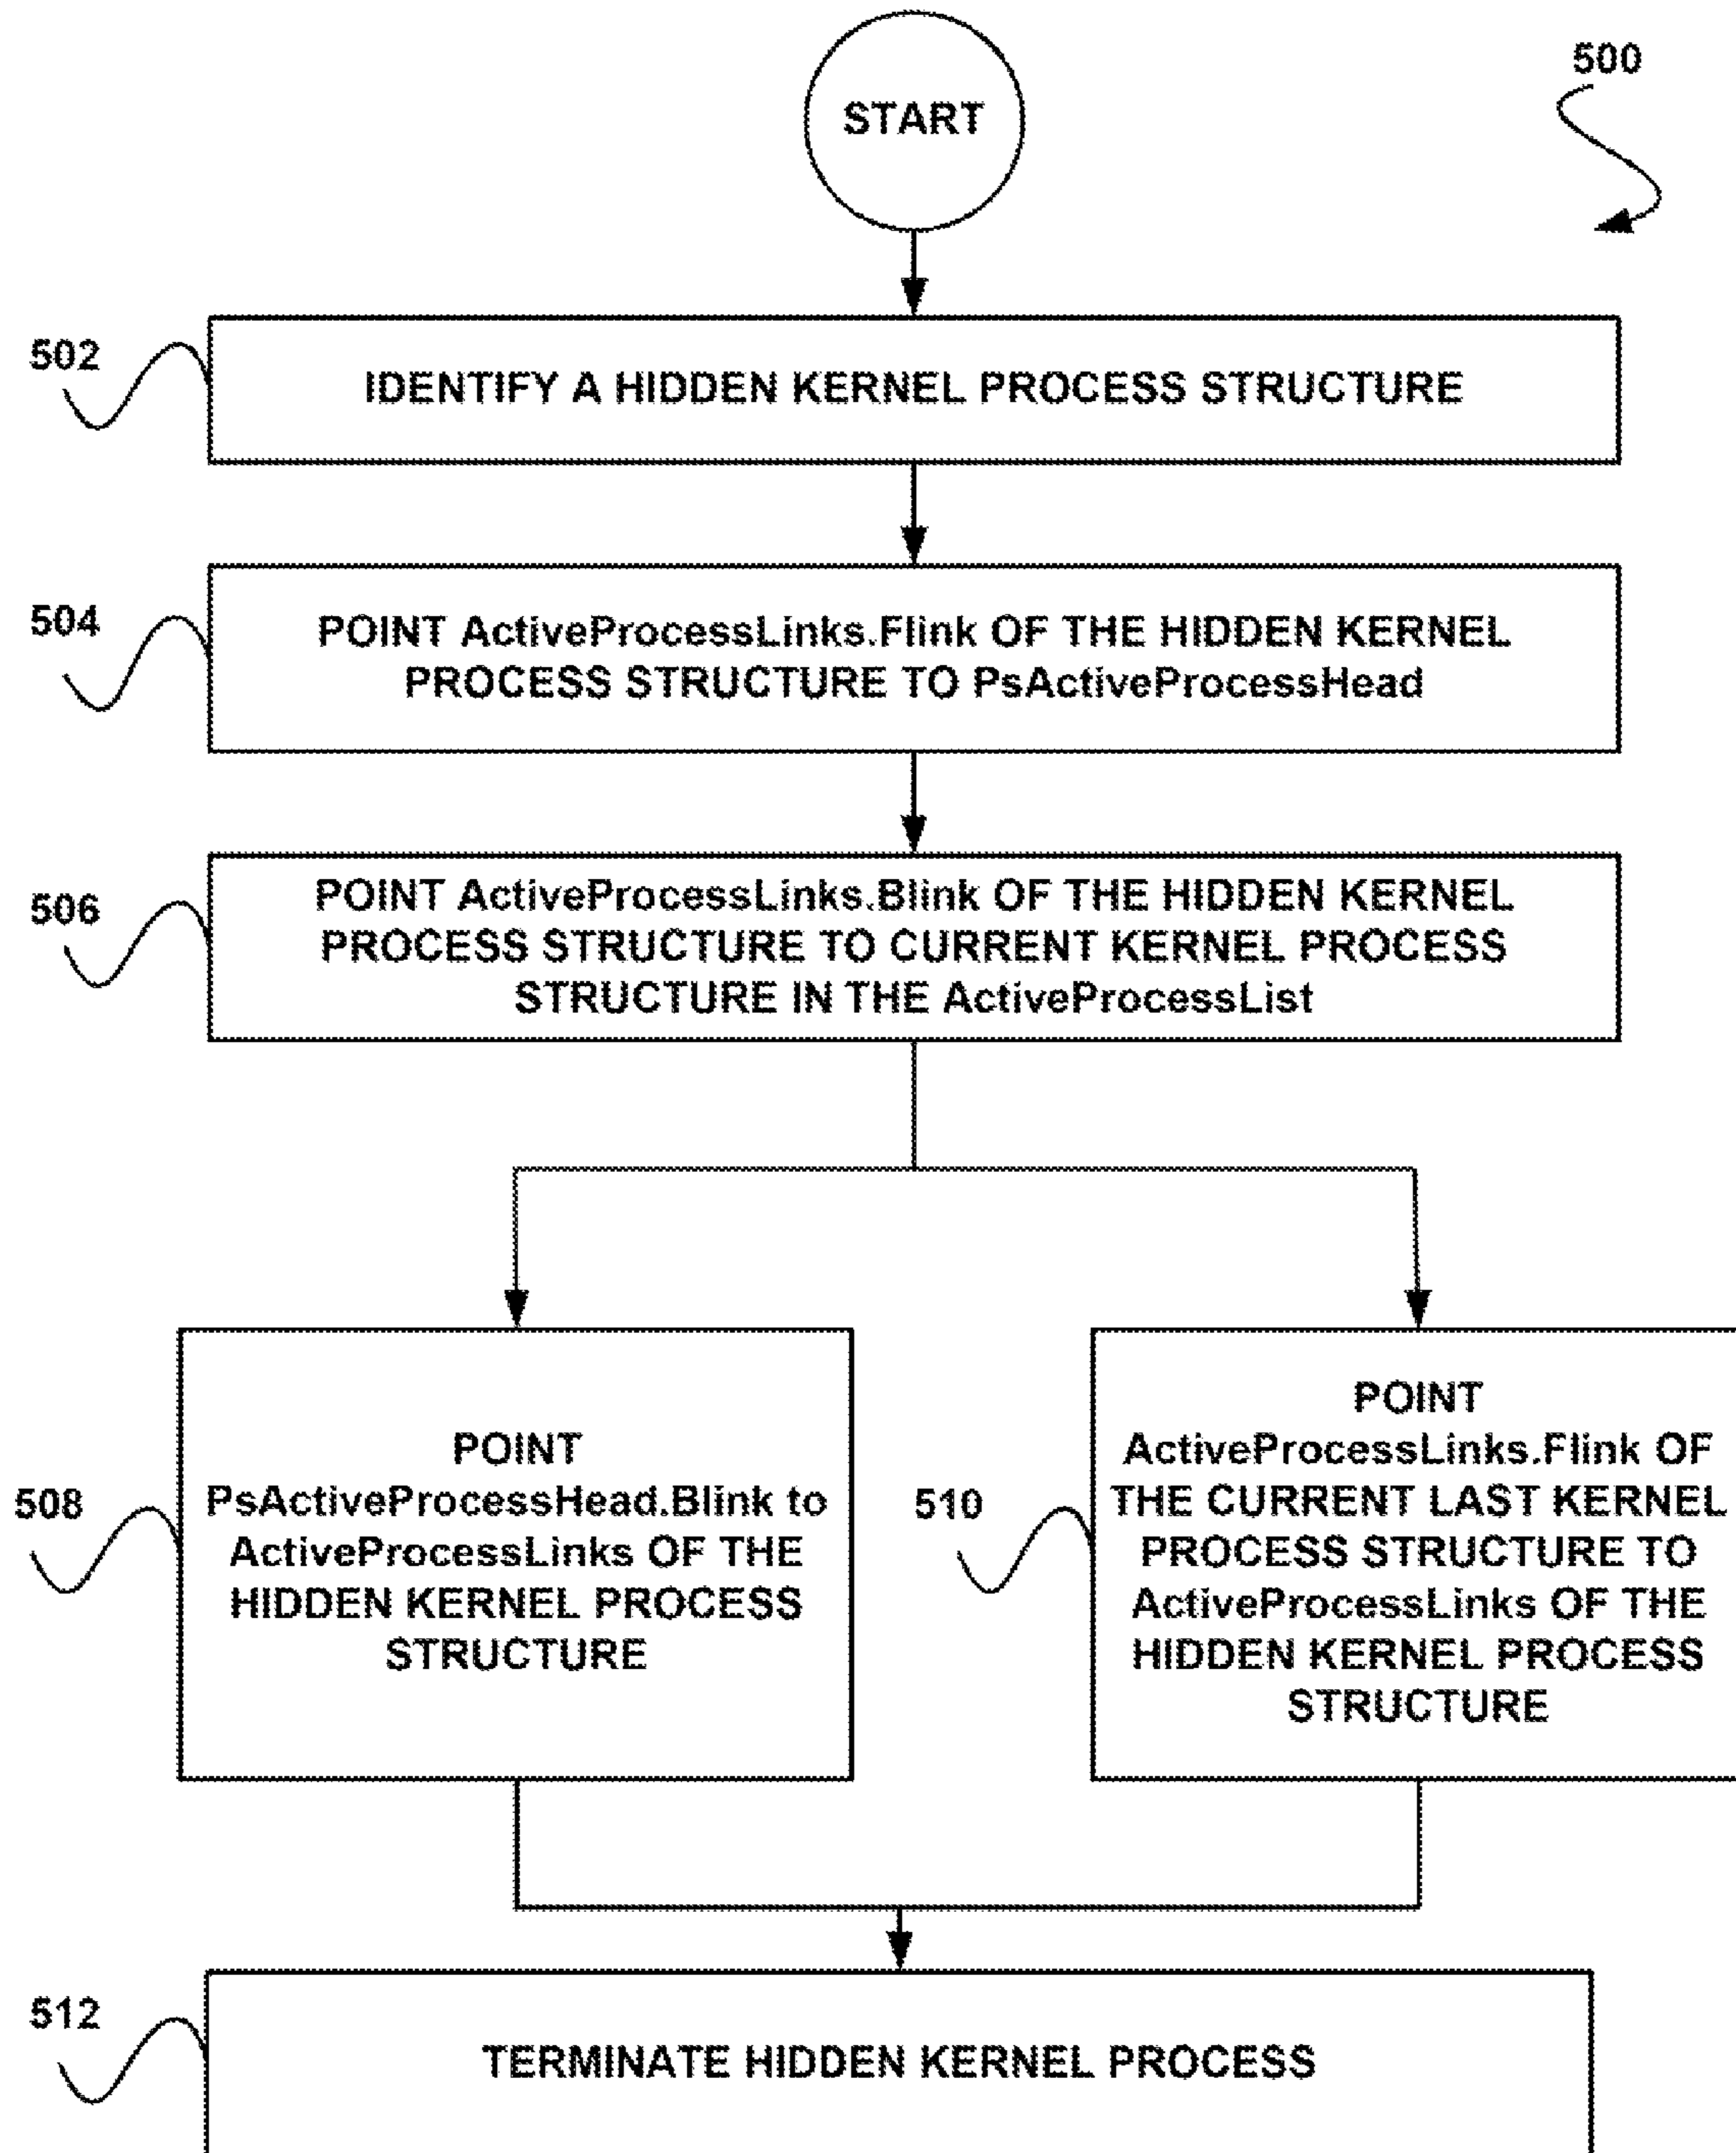 START
500
502
IDENTIFY A HIDDEN KERNEL PROCESS STRUCTURE
504
POINT ActiveProcessLinks.Flink OF THE HIDDEN KERNEL
PROCESS STRUCTURE TO PsActiveProcessHead
506
POINT ActiveProcessLinks.Blink OF THE HIDDEN KERNEL
PROCESS STRUCTURE TO CURRENT KERNEL PROCESS
STRUCTURE IN THE ActiveProcessList
508
POINT
PsActiveProcessHead.Blink to
ActiveProcessLinks OF THE
HIDDEN KERNEL PROCESS
STRUCTURE
510
POINT
ActiveProcessLinks.Flink OF
THE CURRENT LAST KERNEL
PROCESS STRUCTURE TO
ActiveProcessLinks OF THE
HIDDEN KERNEL PROCESS
STRUCTURE
512
TERMINATE HIDDEN KERNEL PROCESS